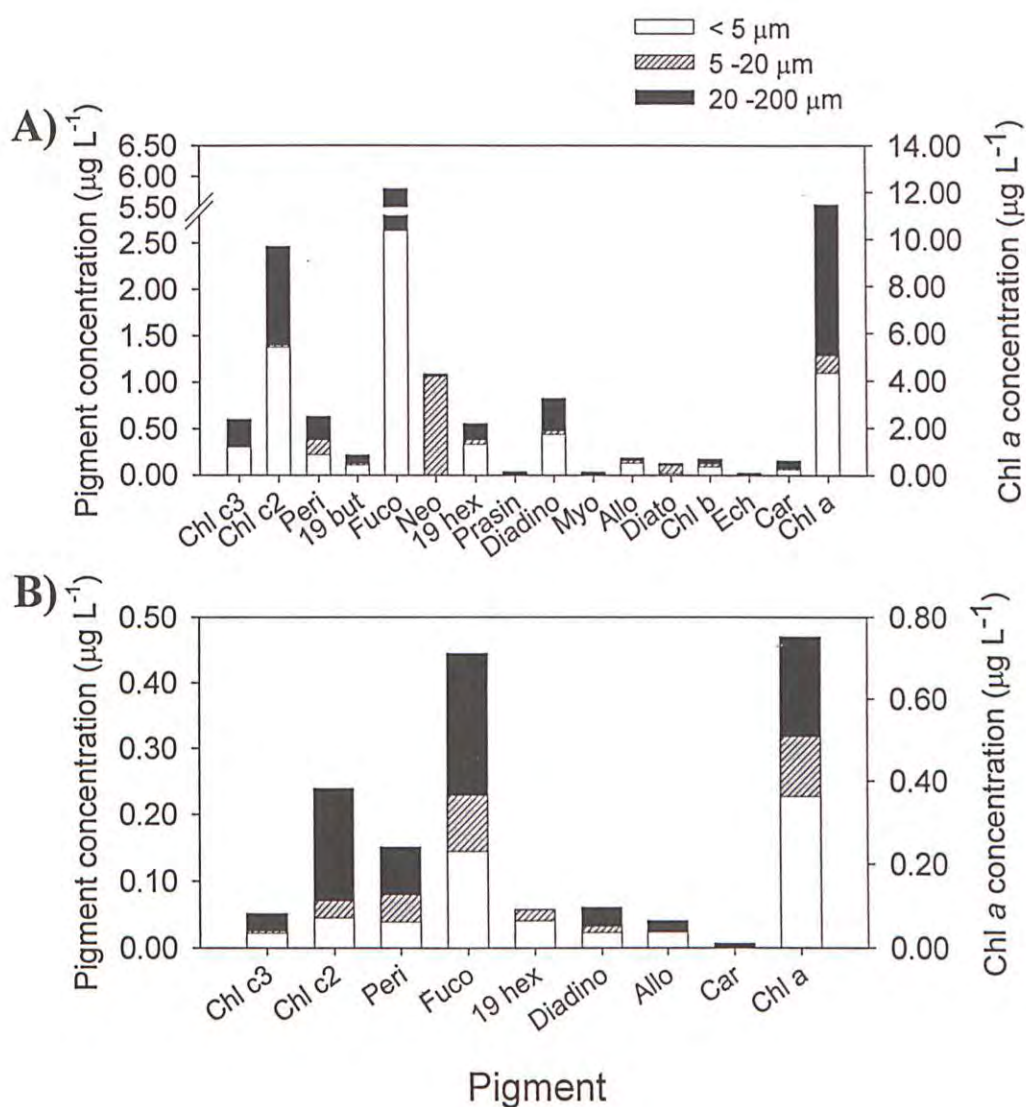 < 5 μm
5 -20 μm
20 -200 μm
A)
Pigment concentration (μg L⁻¹)
6.50
6.00
5.50
2.50
2.00
1.50
1.00
0.50
0.00
14.00
12.00
10.00
8.00
6.00
4.00
2.00
0.00
Chl a concentration (μg L⁻¹)
Chl c3
Chl c2
Peri
19 but
Fuco
Neo
19 hex
Prasin
Diadino
Myo
Allo
Diato
Chl b
Ech
Car
Chl a
B)
Pigment concentration (μg L⁻¹)
0.50
0.40
0.30
0.20
0.10
0.00
0.80
0.60
0.40
0.20
0.00
Chl a concentration (μg L⁻¹)
Chl c3
Chl c2
Peri
Fuco
19 hex
Diadino
Allo
Car
Chl a
Pigment